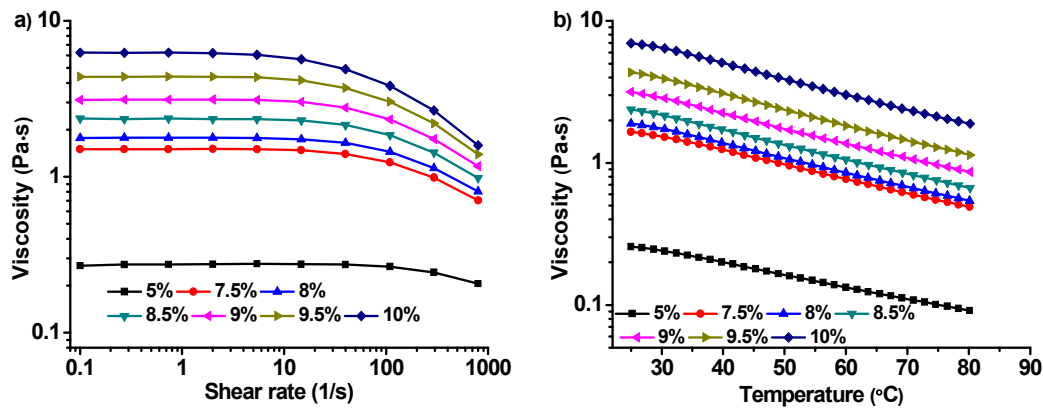 a)
10
1
0.1
Viscosity (Pa•s)
5% 7.5% 8%
8.5% 9% 9.5% 10%
0.1 1 10 100 1000
Shear rate (1/s)
b)
10
1
0.1
Viscosity (Pa•s)
5% 7.5% 8% 8.5%
9% 9.5% 10%
30 40 50 60 70 80 90
Temperature (°C)